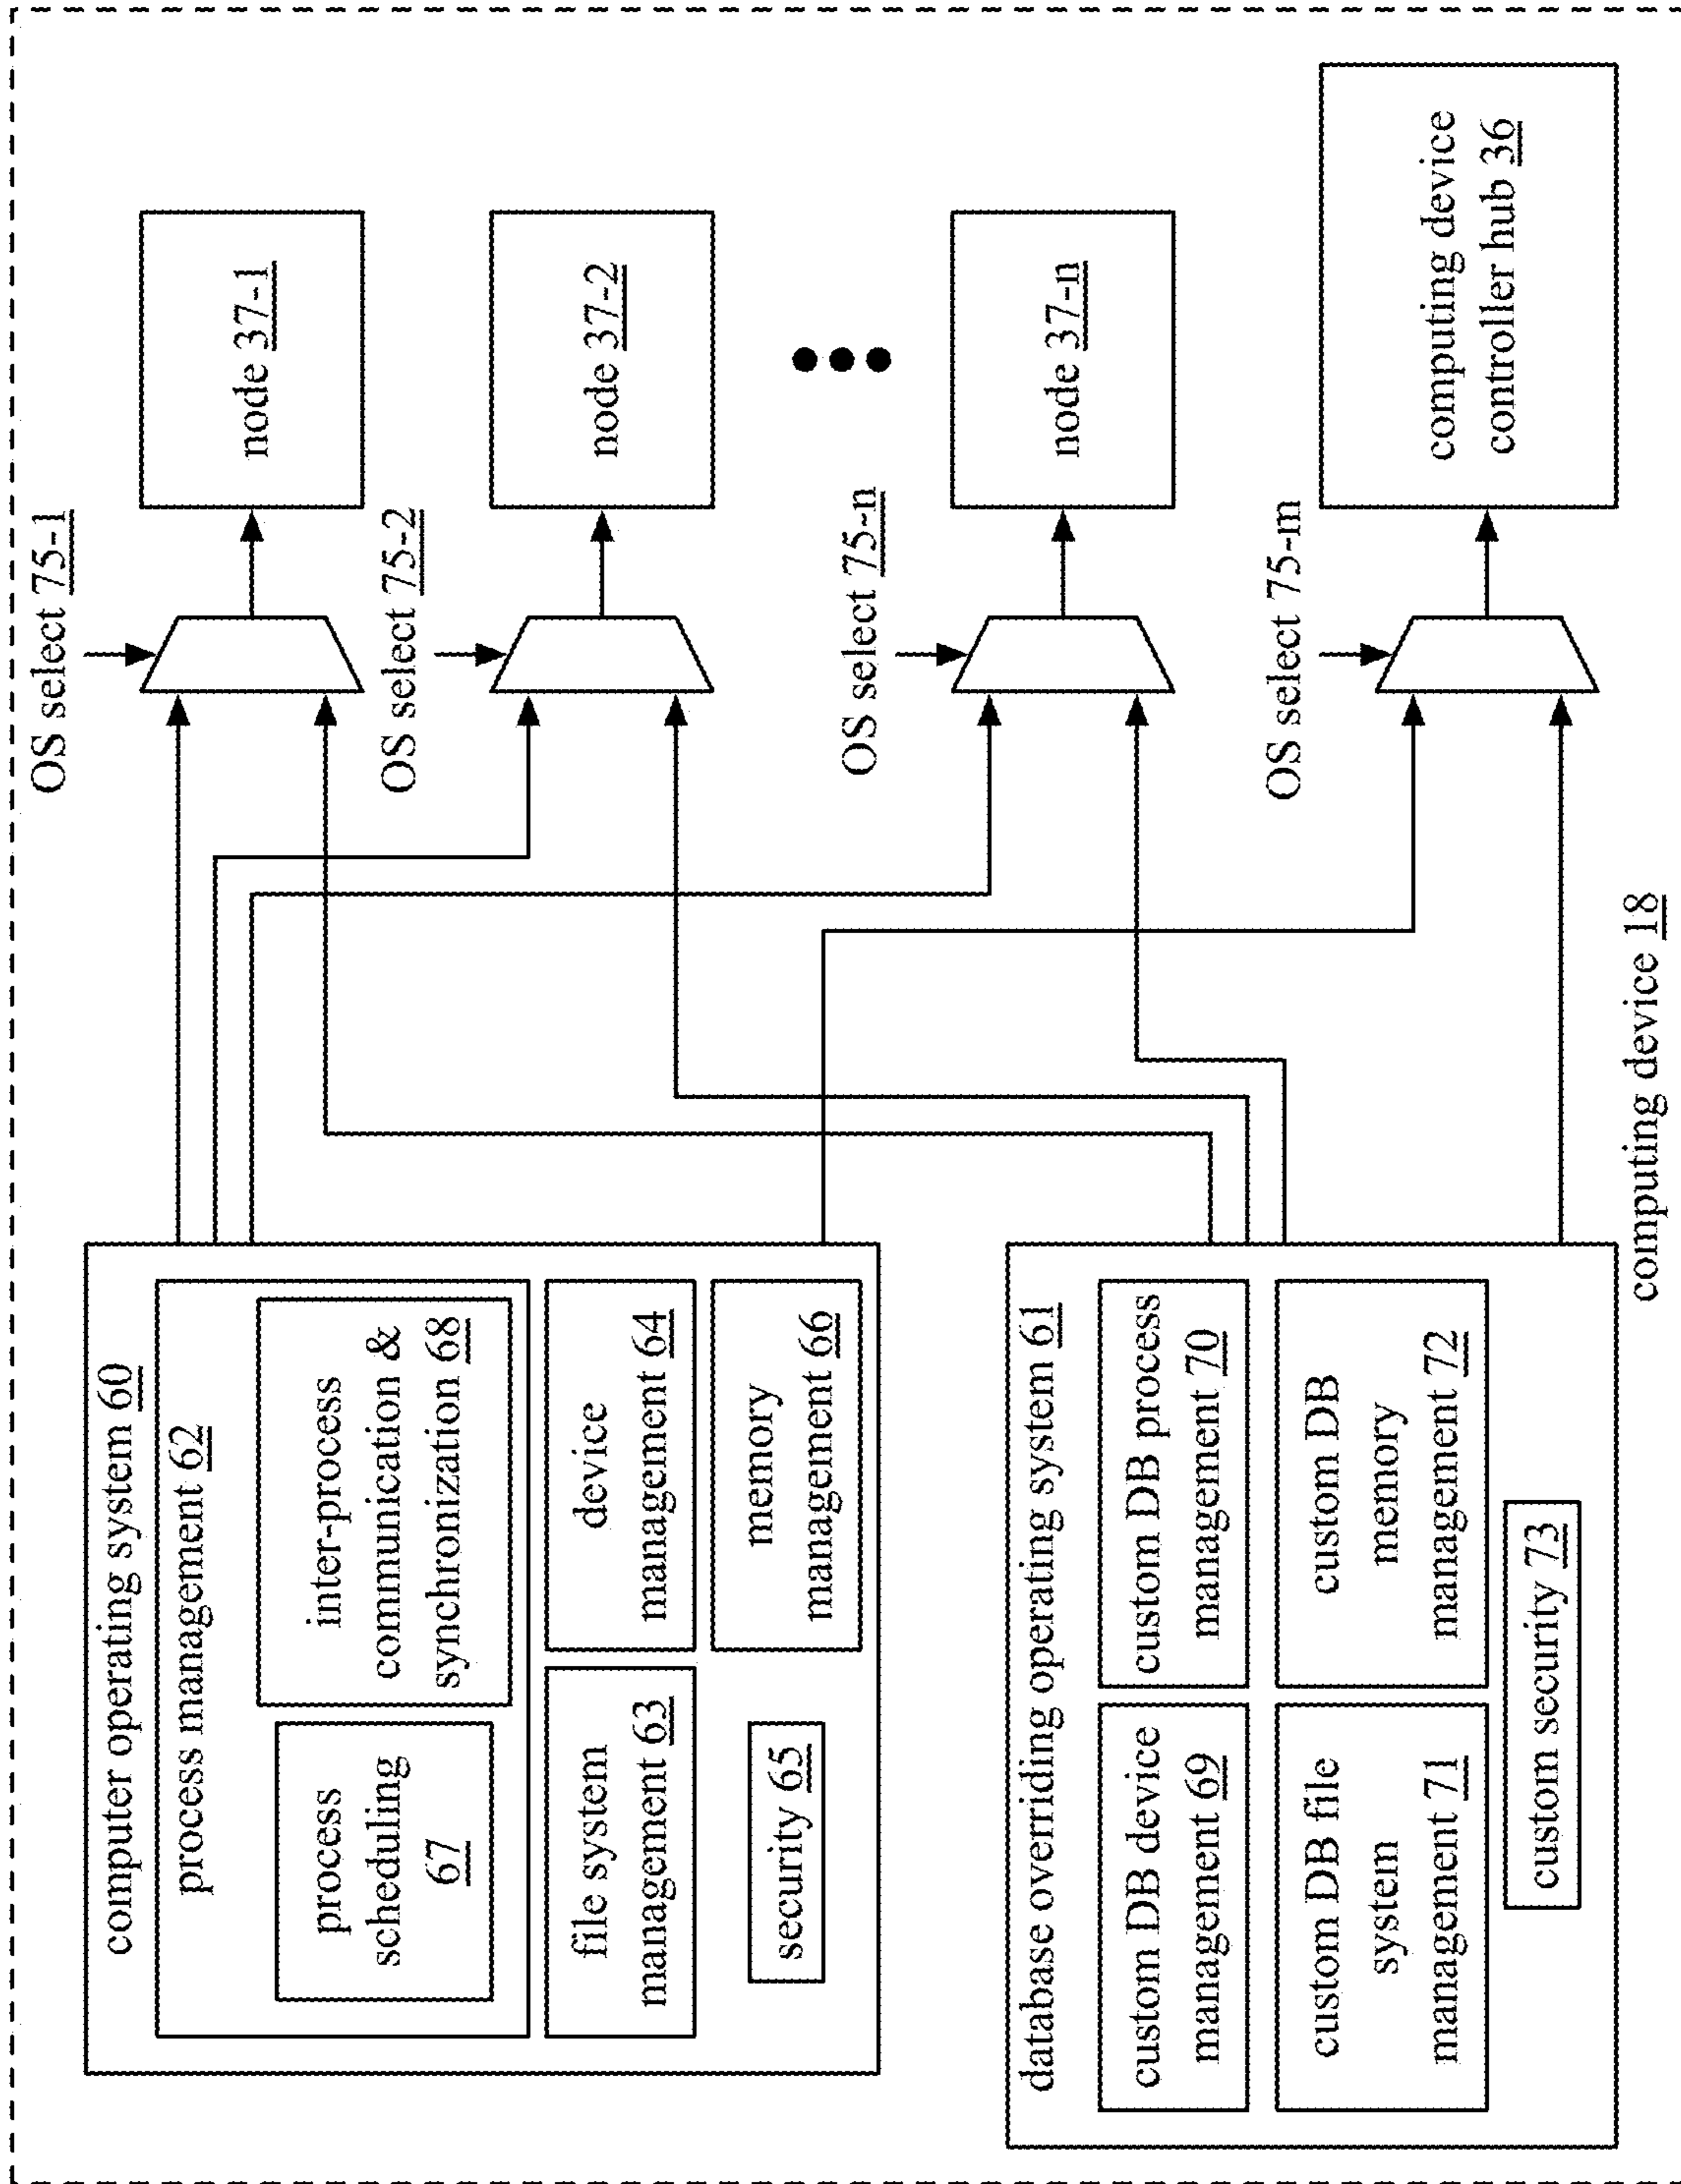 computer operating system 60
process management 62
process
scheduling
67
inter-process
communication &
synchronization 68
file system
management 63
device
management 64
security 65
memory
management 66
database overriding operating system 61
custom DB device
management 69
custom DB process
management 70
custom DB file
system
management 71
custom DB
memory
management 72
custom security 73
OS select 75-1
node 37-1
OS select 75-2
node 37-2
OS select 75-n
node 37-n
OS select 75-m
computing device
controller hub 36
computing device 18